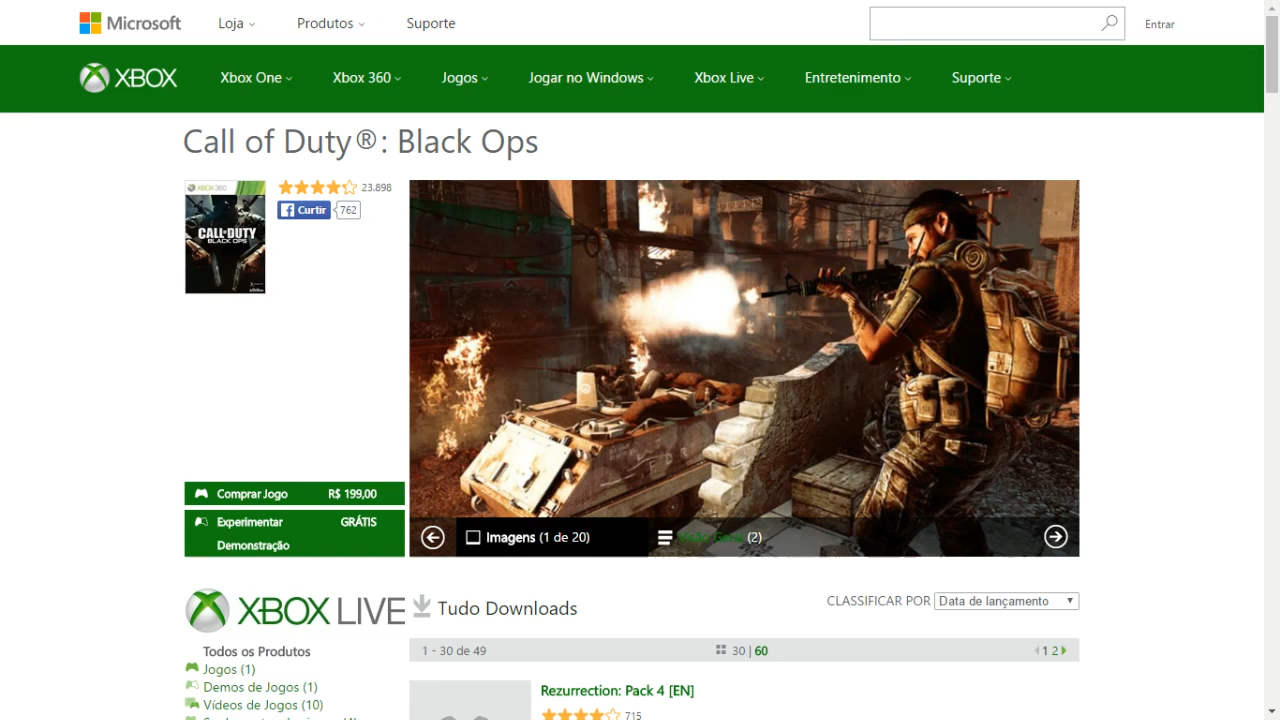 Microsoft Loja Produtos Suporte Entrar
XBOX Xbox One Xbox 360 Jogos Jogar no Windows Xbox Live Entretenimento Suporte
Call of Duty®: Black Ops
XBOX 360
CALL OF DUTY
BLACK OPS
23.898
Curtir 762
Comprar Jogo R$ 199,00
Experimentar Demonstração GRÁTIS
Imagens (1 de 20) (2)
XBOX LIVE
Todos os Produtos
Jogos (1)
Demos de Jogos (1)
Vídeos de Jogos (10)
Tudo Downloads
CLASSIFICAR POR Data de lançamento
1 - 30 de 49 30 | 60 1 2
Rezurrection: Pack 4 [EN]
715